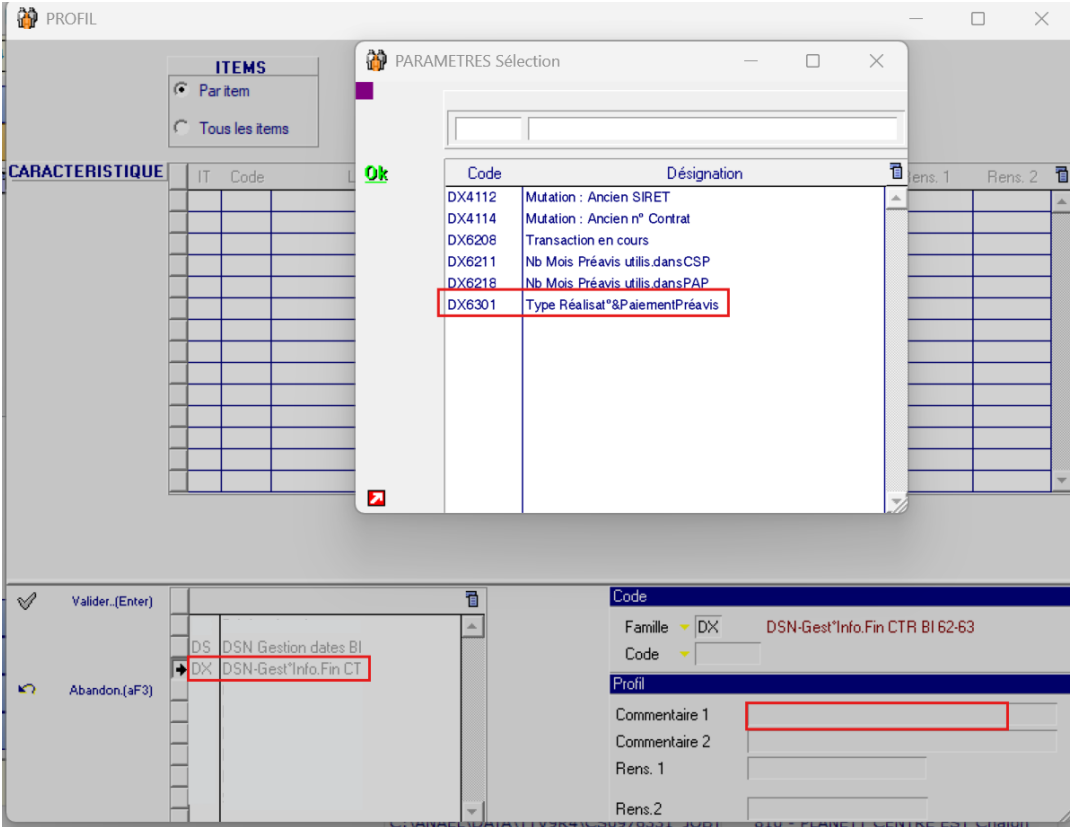 PROFIL
ITEMS
Par item
Tous les items
CARACTERISTIQUE
IT Code L
Rens. 1 Rens. 2
PARAMETRES Sélection
Ok
Code Désignation
DX4112 Mutation : Ancien SIRET
DX4114 Mutation : Ancien n° Contrat
DX6208 Transaction en cours
DX6211 Nb Mois Préavis utilis.dansCSP
DX6218 Nb Mois Préavis utilis.dansPAP
DX6301 Type Réalisat°&PaiementPréavis
Valider..(Enter)
Abandon.(aF3)
DS DSN Gestion dates BI
DX DSN-Gest°Info.Fin CT
Code
Famille DX DSN-Gest°Info.Fin CTR BI 62-63
Code
Profil
Commentaire 1
Commentaire 2
Rens. 1
Rens.2